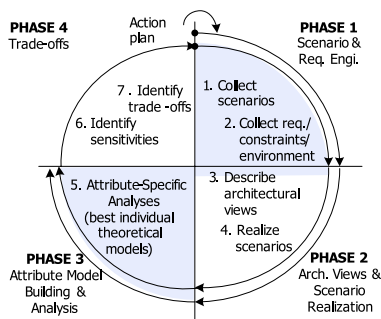 PHASE 4
Trade-offs
Action
plan
PHASE 1
Scenario &
Req. Engi.
7. Identify
trade-offs
6. Identify
sensitivities
1. Collect
scenarios
2. Collect req./
constraints/
environment
5. Attribute-Specific
Analyses
(best individual
theoretical
models)
3. Describe
architectural
views
4. Realize
scenarios
PHASE 3
Attribute Model
Building &
Analysis
PHASE 2
Arch. Views &
Scenario
Realization